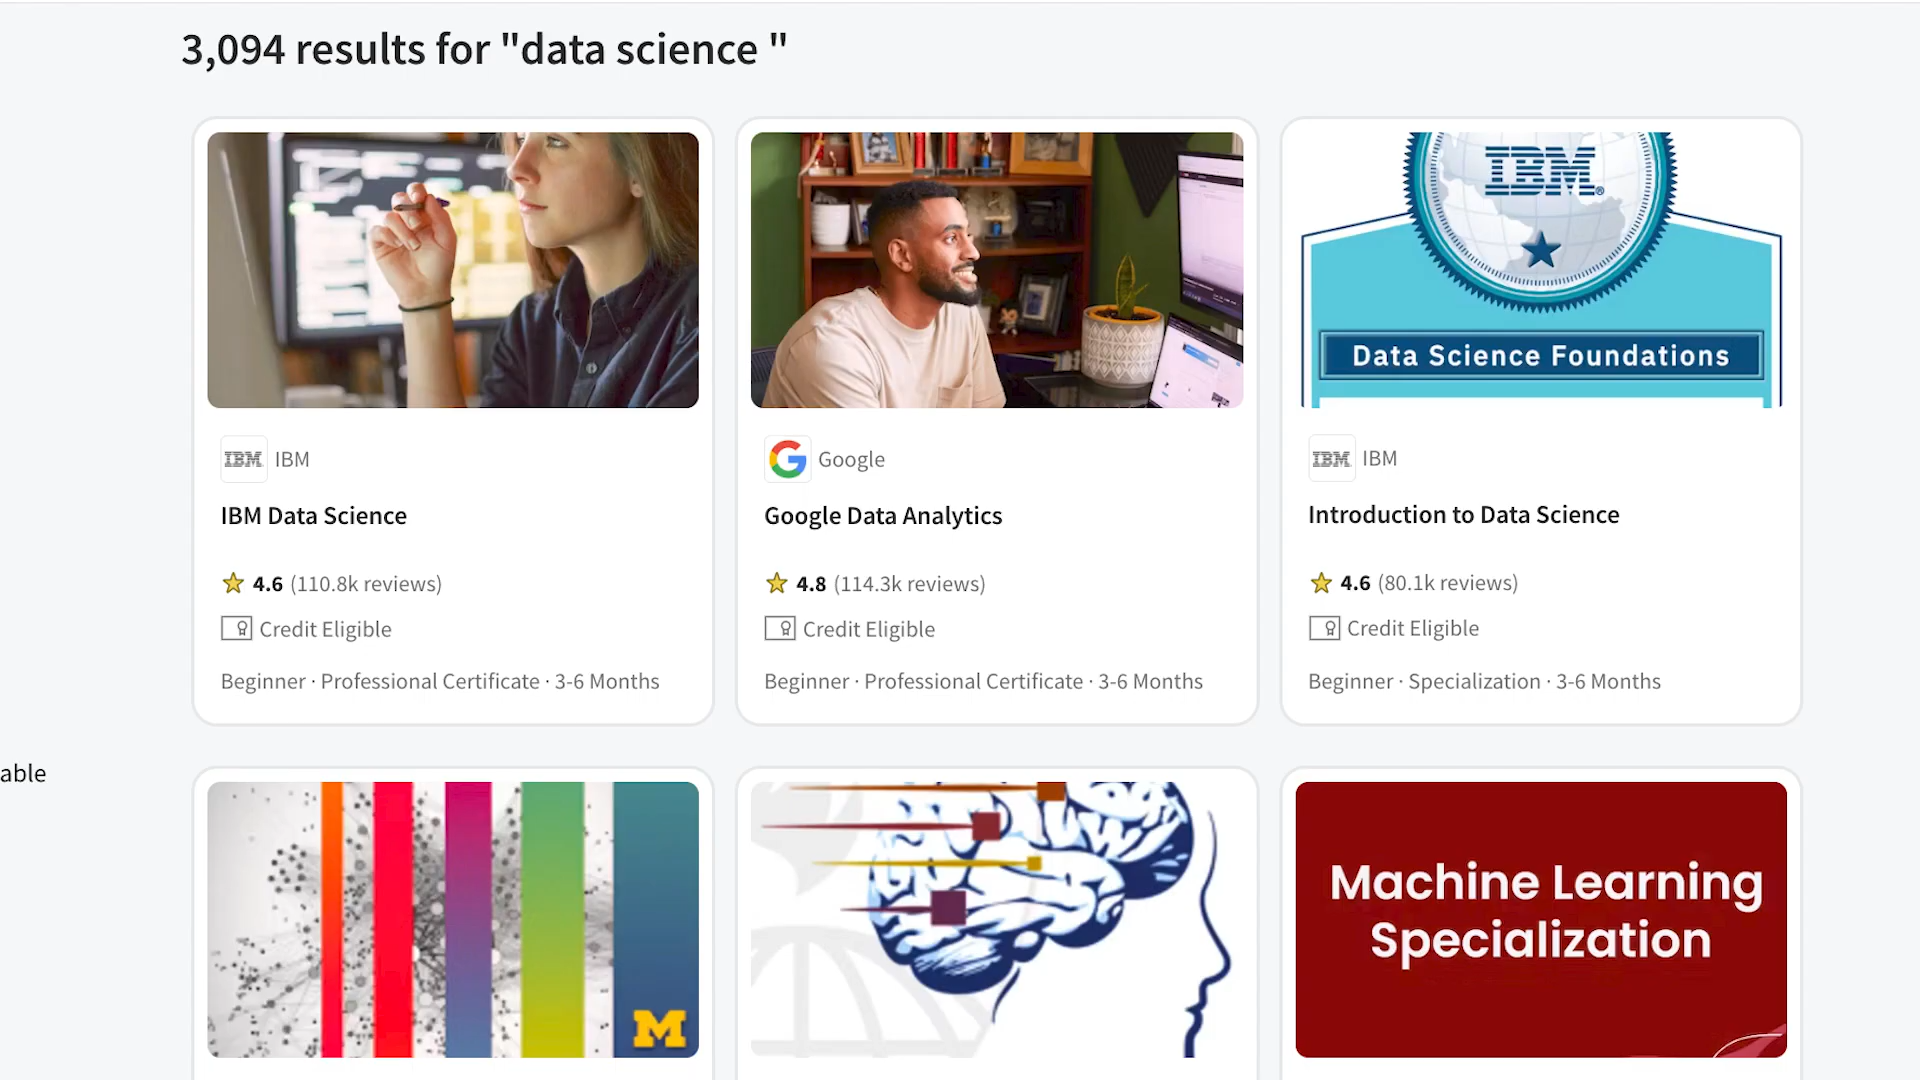 3,094 results for "data science "
IBM®
Data Science Foundations
IBM IBM
IBM Data Science
4.6 (110.8k reviews)
Credit Eligible
Beginner · Professional Certificate · 3-6 Months
G Google
Google Data Analytics
4.8 (114.3k reviews)
Credit Eligible
Beginner · Professional Certificate · 3-6 Months
IBM IBM
Introduction to Data Science
4.6 (80.1k reviews)
Credit Eligible
Beginner · Specialization · 3-6 Months
able
M
Machine Learning
Specialization